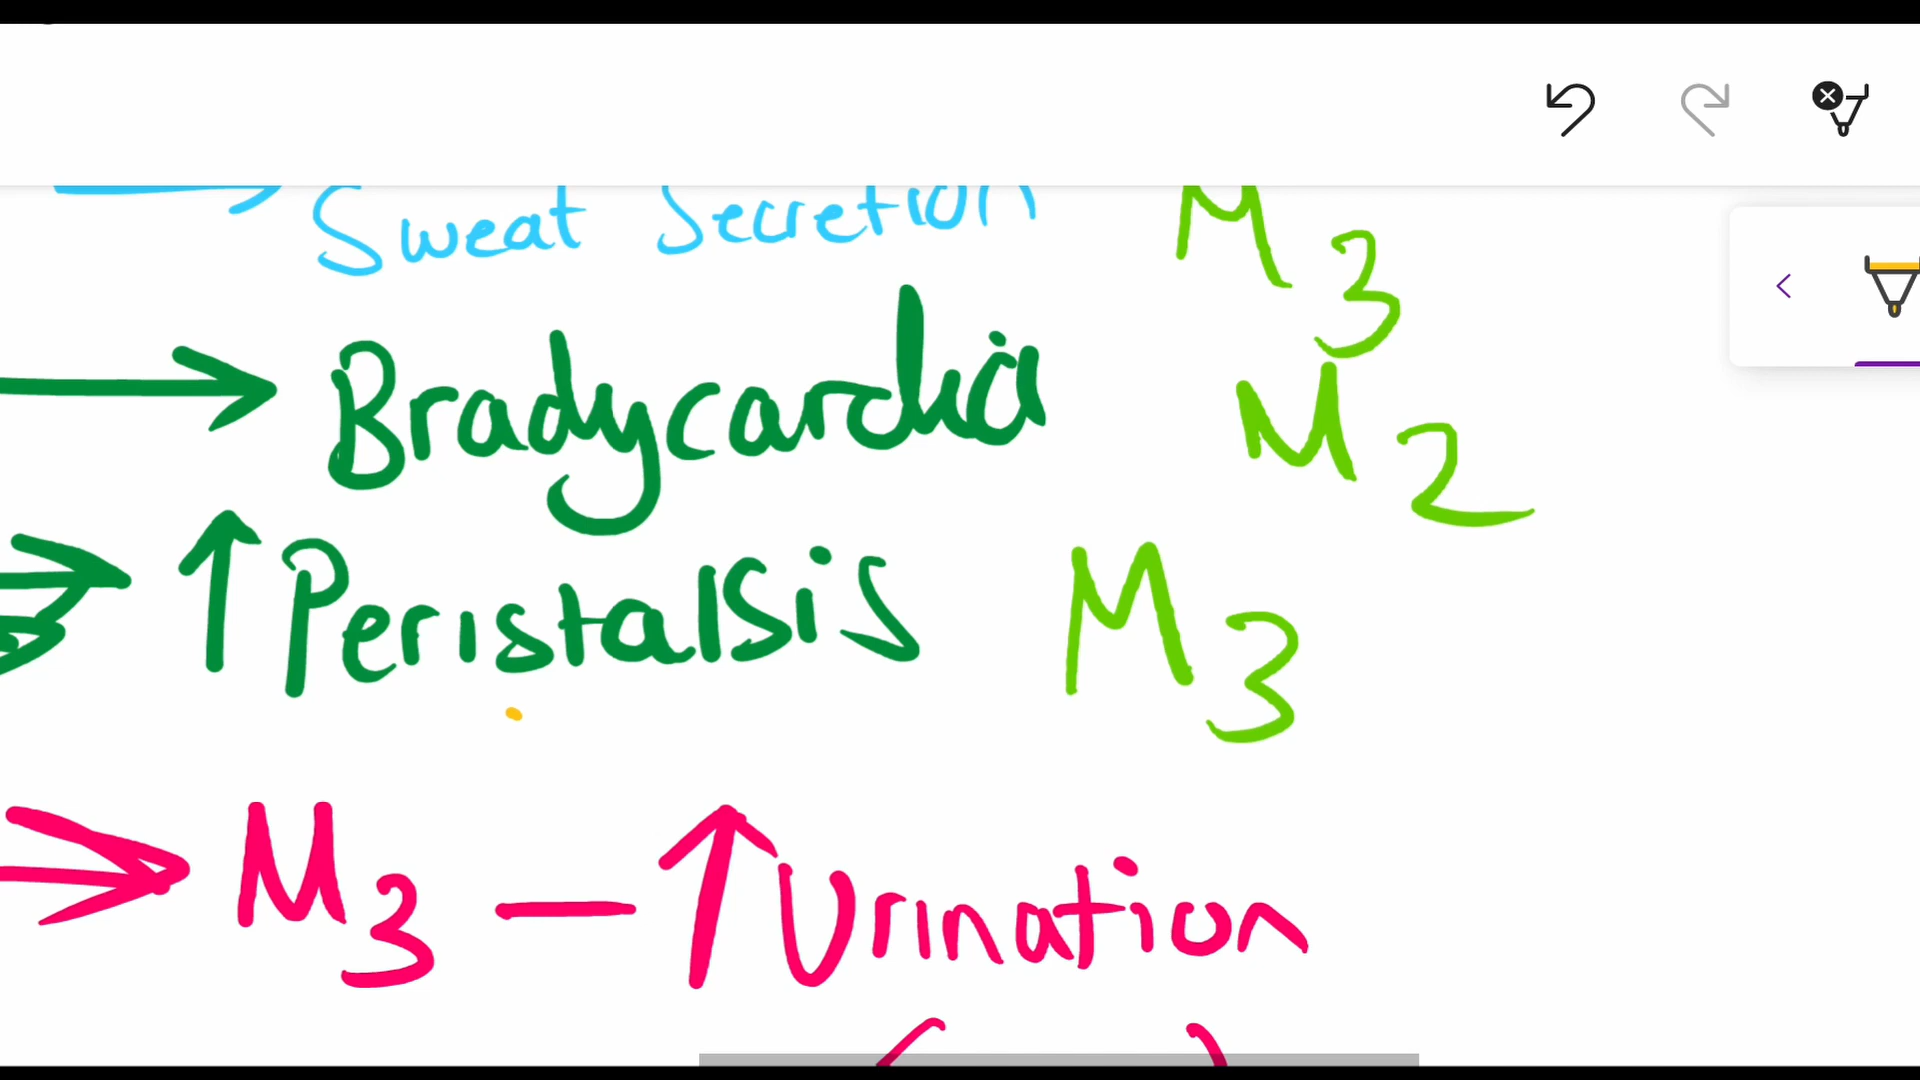 → Sweat Secretion M3
→ Bradycardia M2
→ ↑ Peristalsis M3
→ M3 — ↑ Urination